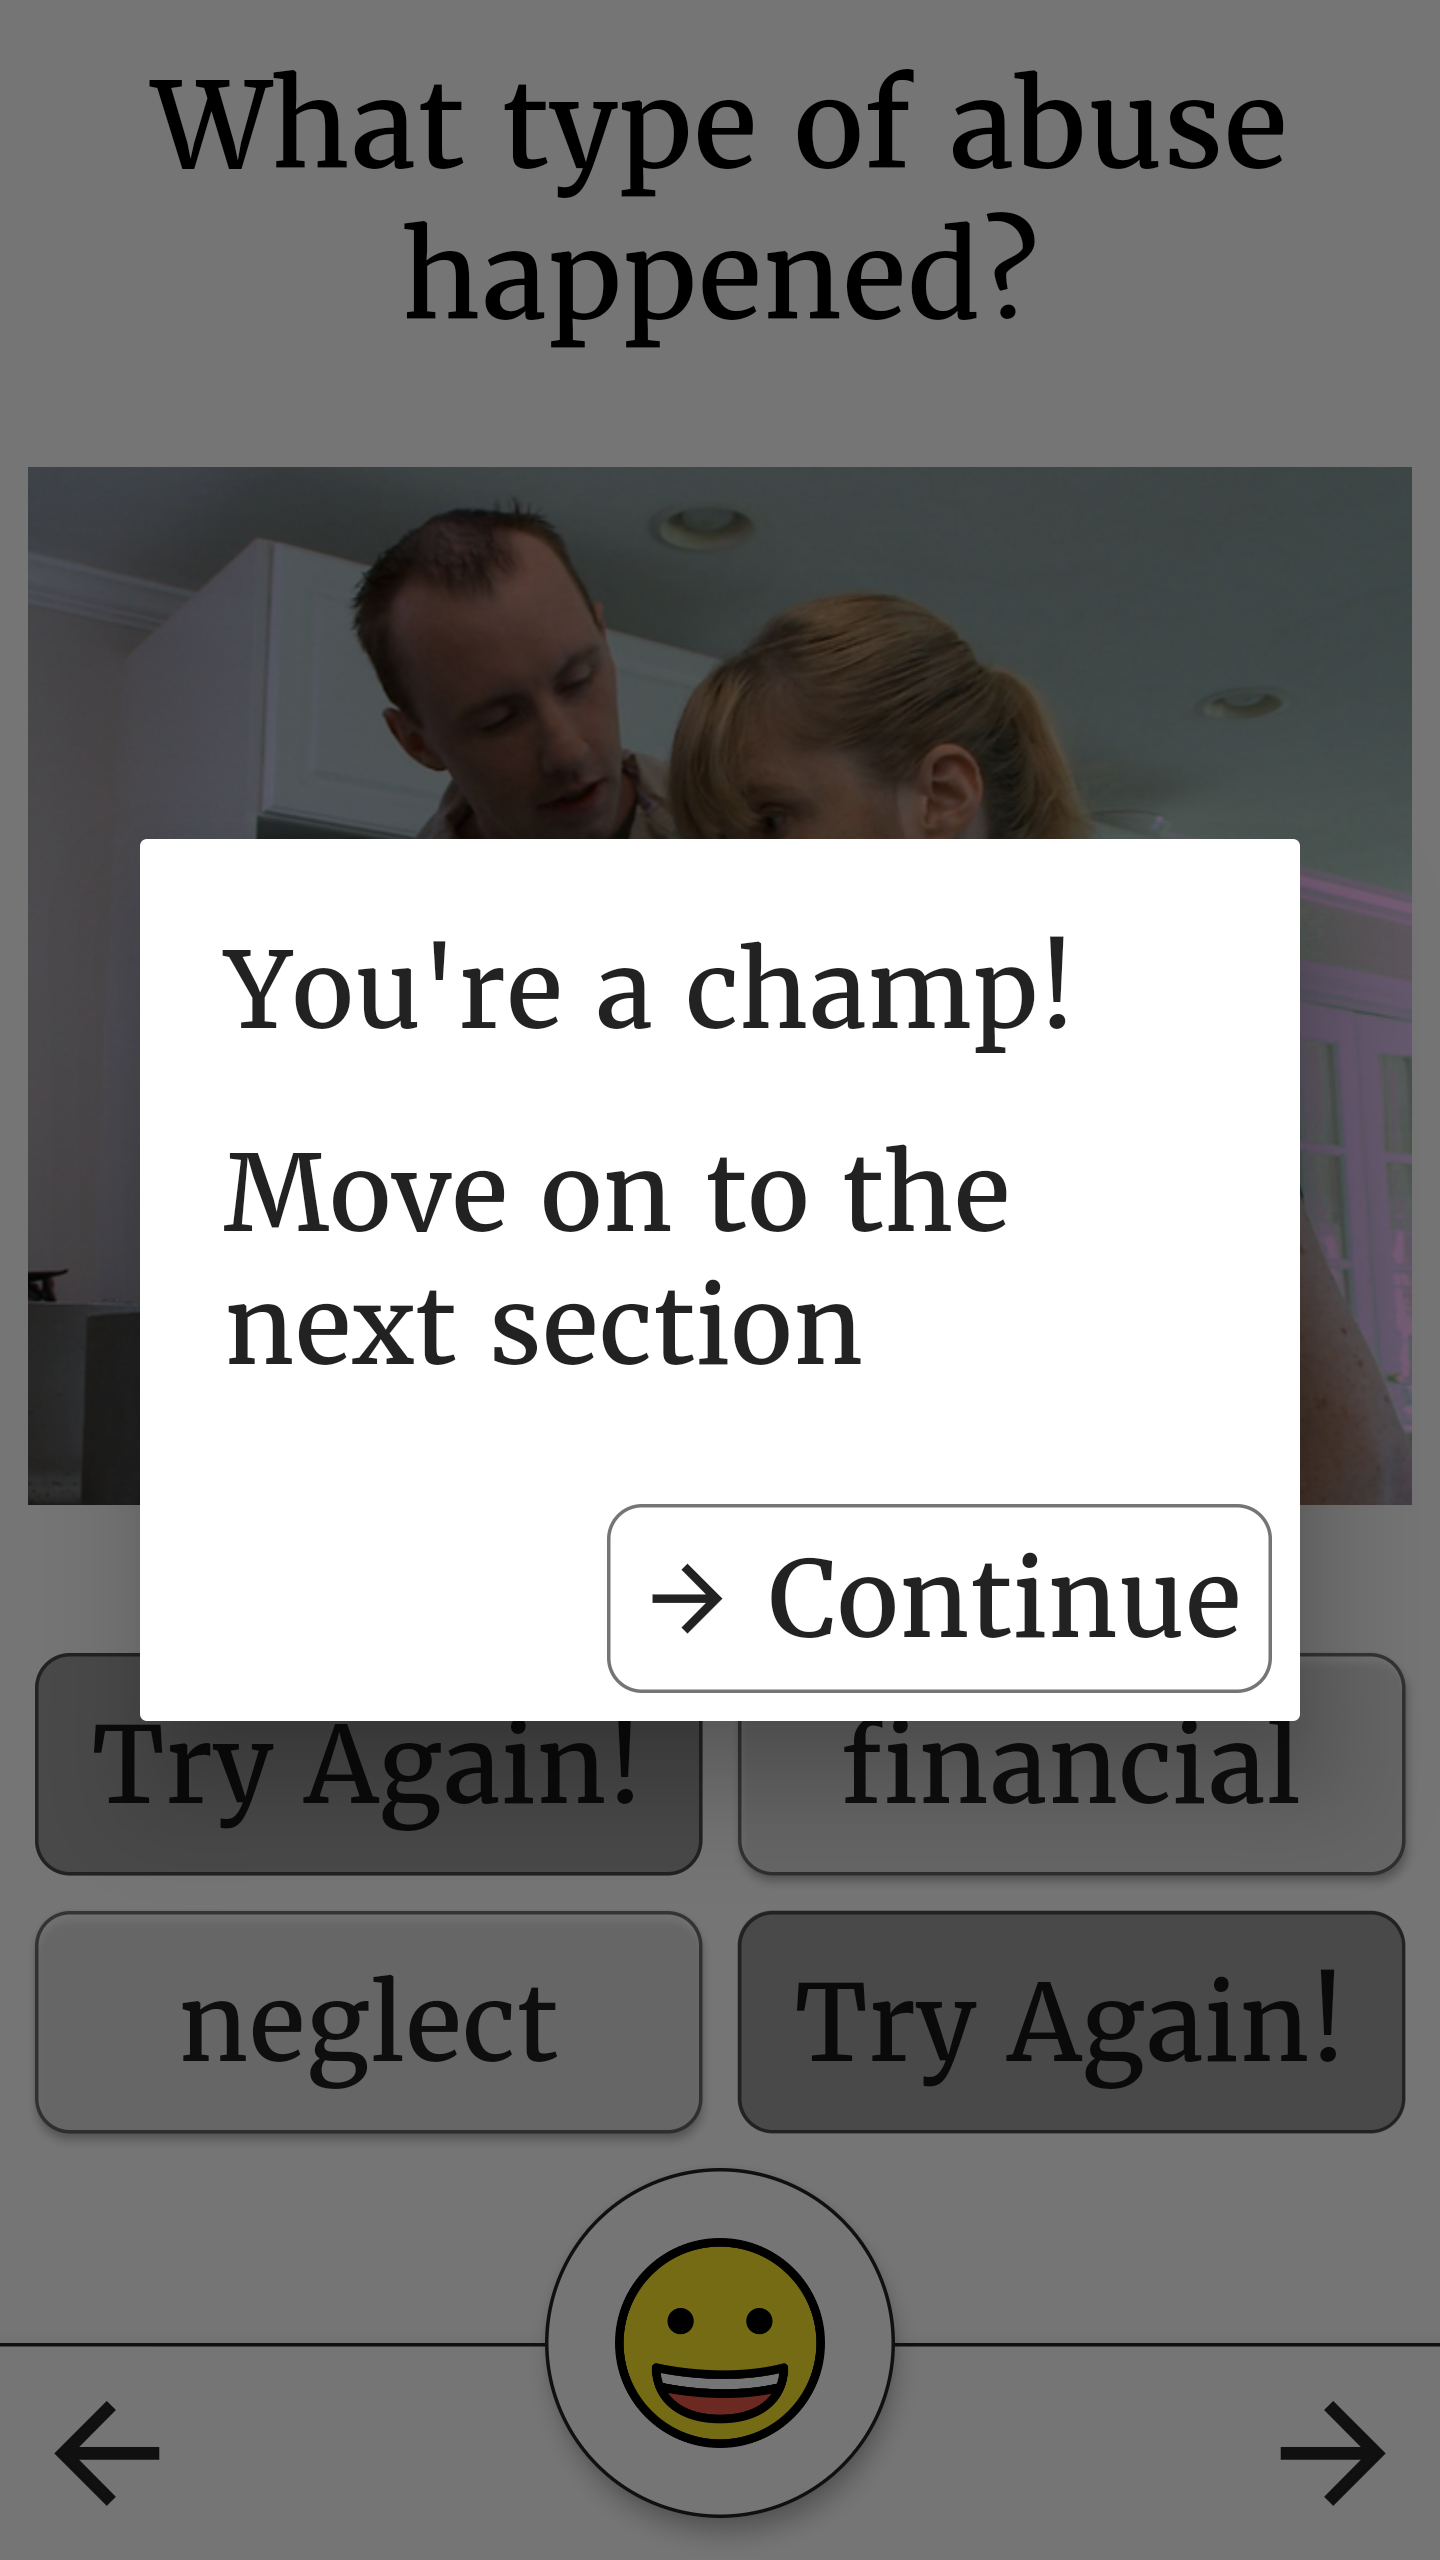 What type of abuse
happened?
You're a champ!
Move on to the
next section
Continue
Try Again!
financial
neglect
Try Again!